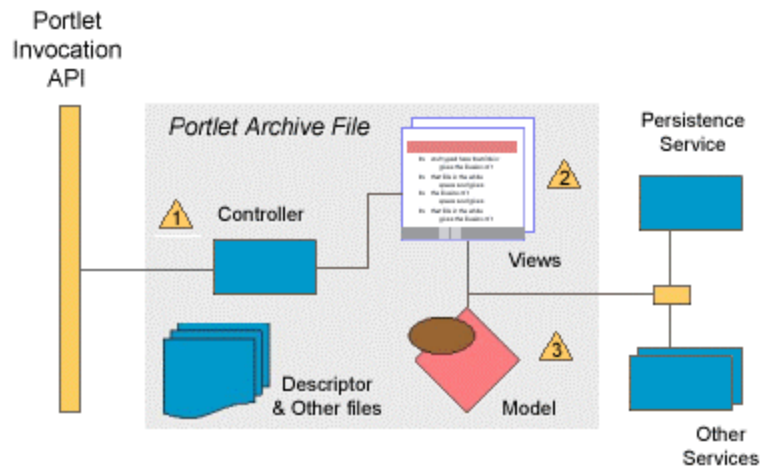 Portlet
Invocation
API
Portlet Archive File
Persistence
Service
1
Controller
2
Views
3
Descriptor
& Other files
Model
Other
Services